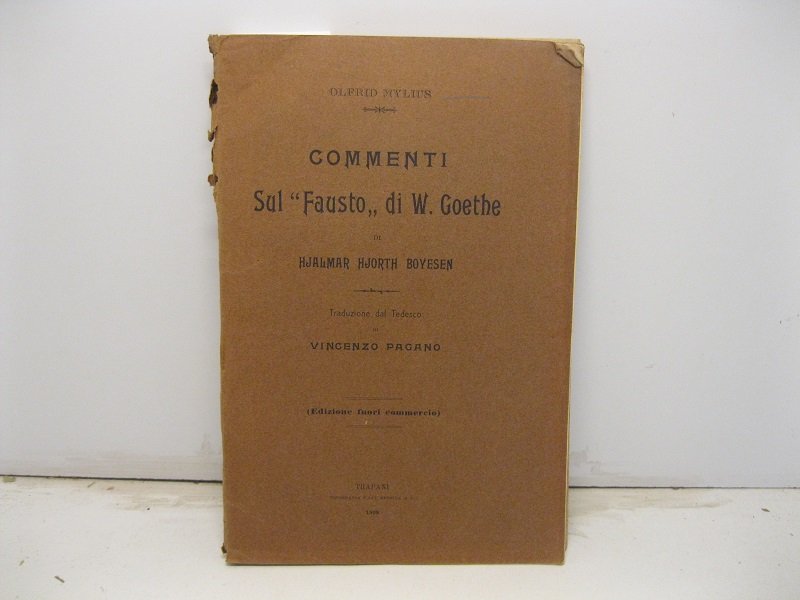 OLFRID MYLIUS
COMMENTI
Sul “Fausto„ di W. Goethe
DI
HJALMAR HJORTH BOYESEN
Traduzione dal Tedesco
DI
VINCENZO PAGANO
(Edizione fuori commercio)
TRAPANI